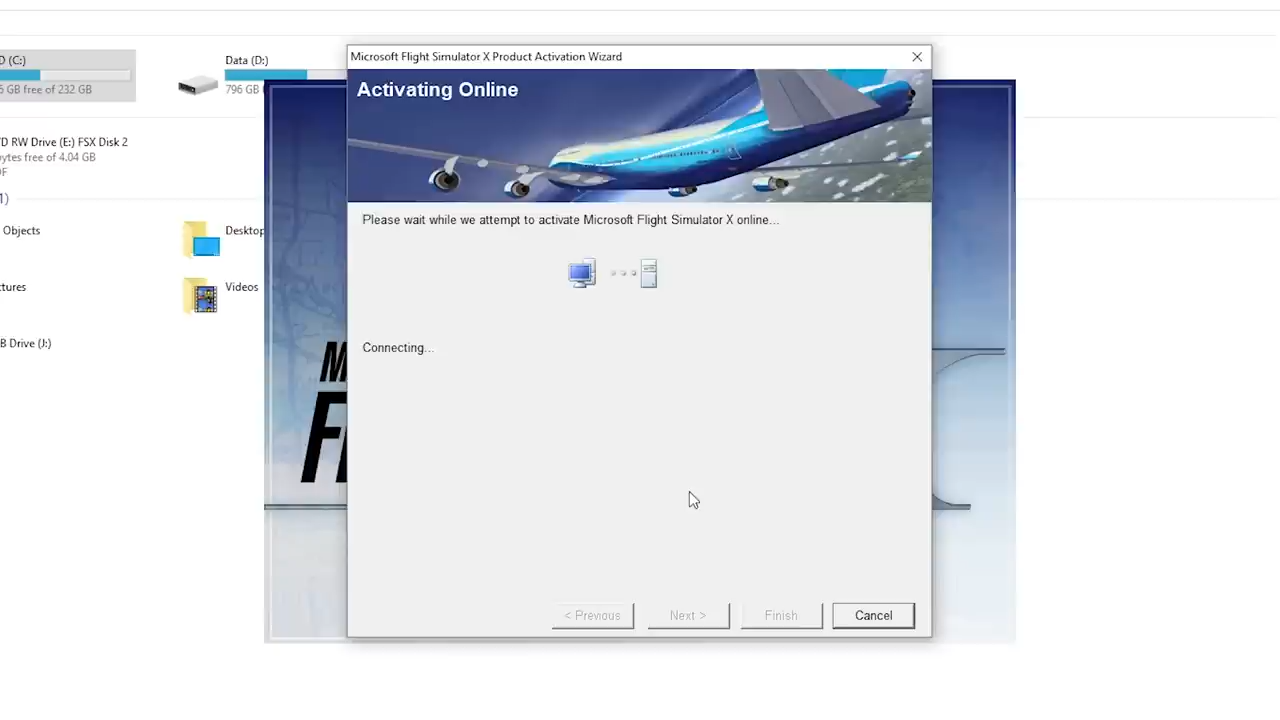 Microsoft Flight Simulator X Product Activation Wizard
Activating Online
Please wait while we attempt to activate Microsoft Flight Simulator X online...
Connecting...
< Previous
Next >
Finish
Cancel
D (C:)
GB free of 232 GB
Data (D:)
796 GB
D RW Drive (E:) FSX Disk 2
ytes free of 4.04 GB
DF
1)
Objects
Desktop
tures
Videos
B Drive (J:)
M
F